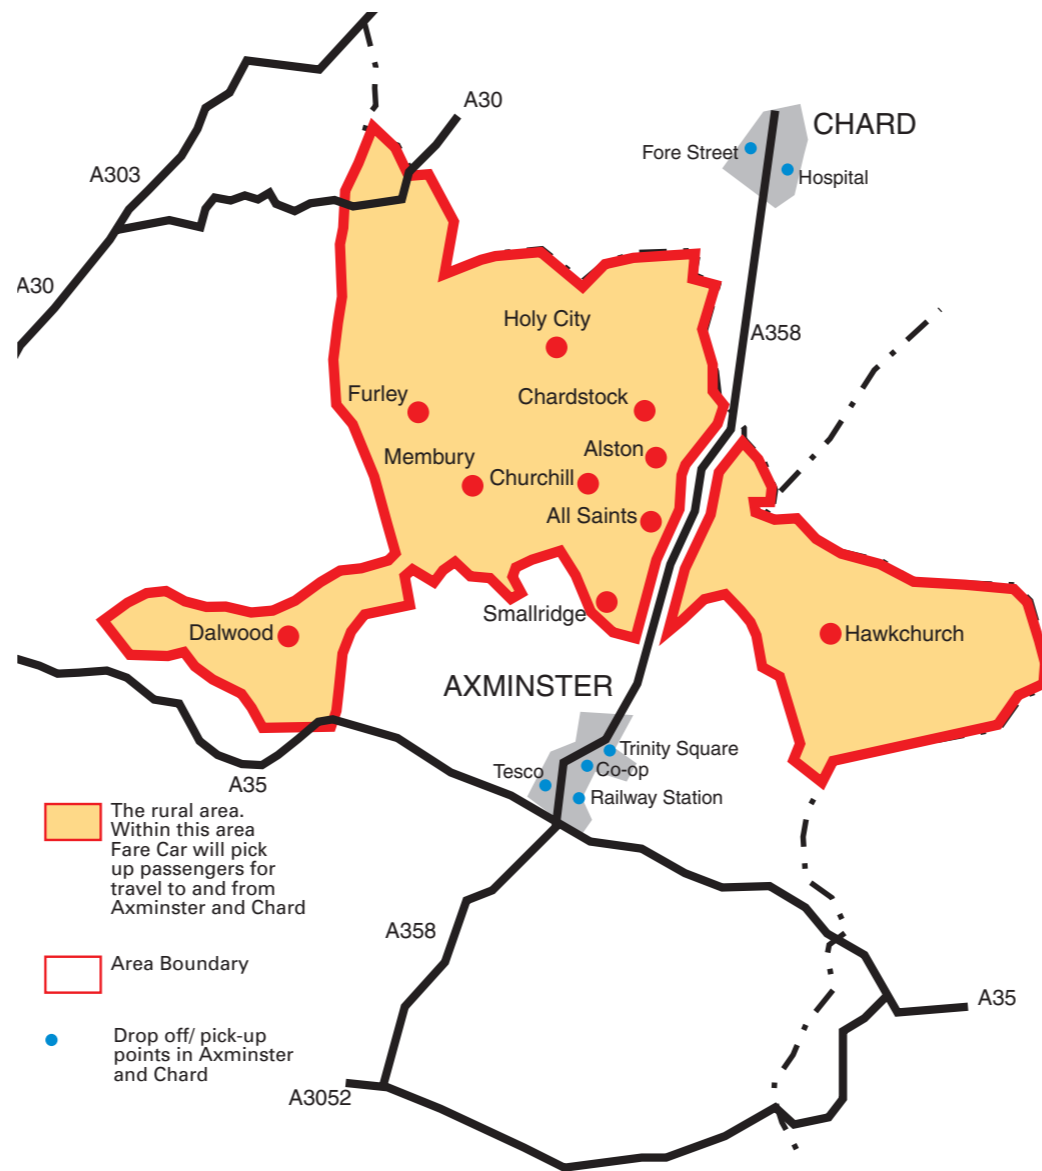 A30
CHARD
Fore Street
A303
Hospital
A30
Holy City
A358
Furley
Chardstock
Alston
Membury
Churchill
All Saints
Smallridge
Dalwood
Hawkchurch
AXMINSTER
Trinity Square
Tesco
Co-op
A35
Railway Station
The rural area.
Within this area
Fare Car will pick
up passengers for
travel to and from
Axminster and Chard
A358
Area Boundary
A35
Drop off/ pick-up
points in Axminster
and Chard
A3052